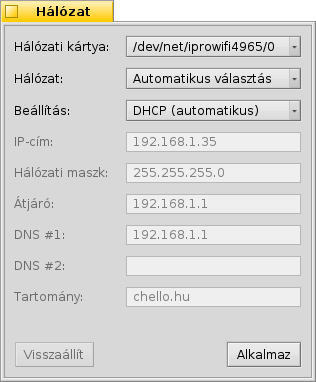 Hálózat
Hálózati kártya: /dev/net/iprowifi4965/0
Hálózat: Automatikus választás
Beállítás: DHCP (automatikus)
IP-cím: 192.168.1.35
Hálózati maszk: 255.255.255.0
Átjáró: 192.168.1.1
DNS #1: 192.168.1.1
DNS #2:
Tartomány: chello.hu
Visszaállít Alkalmaz